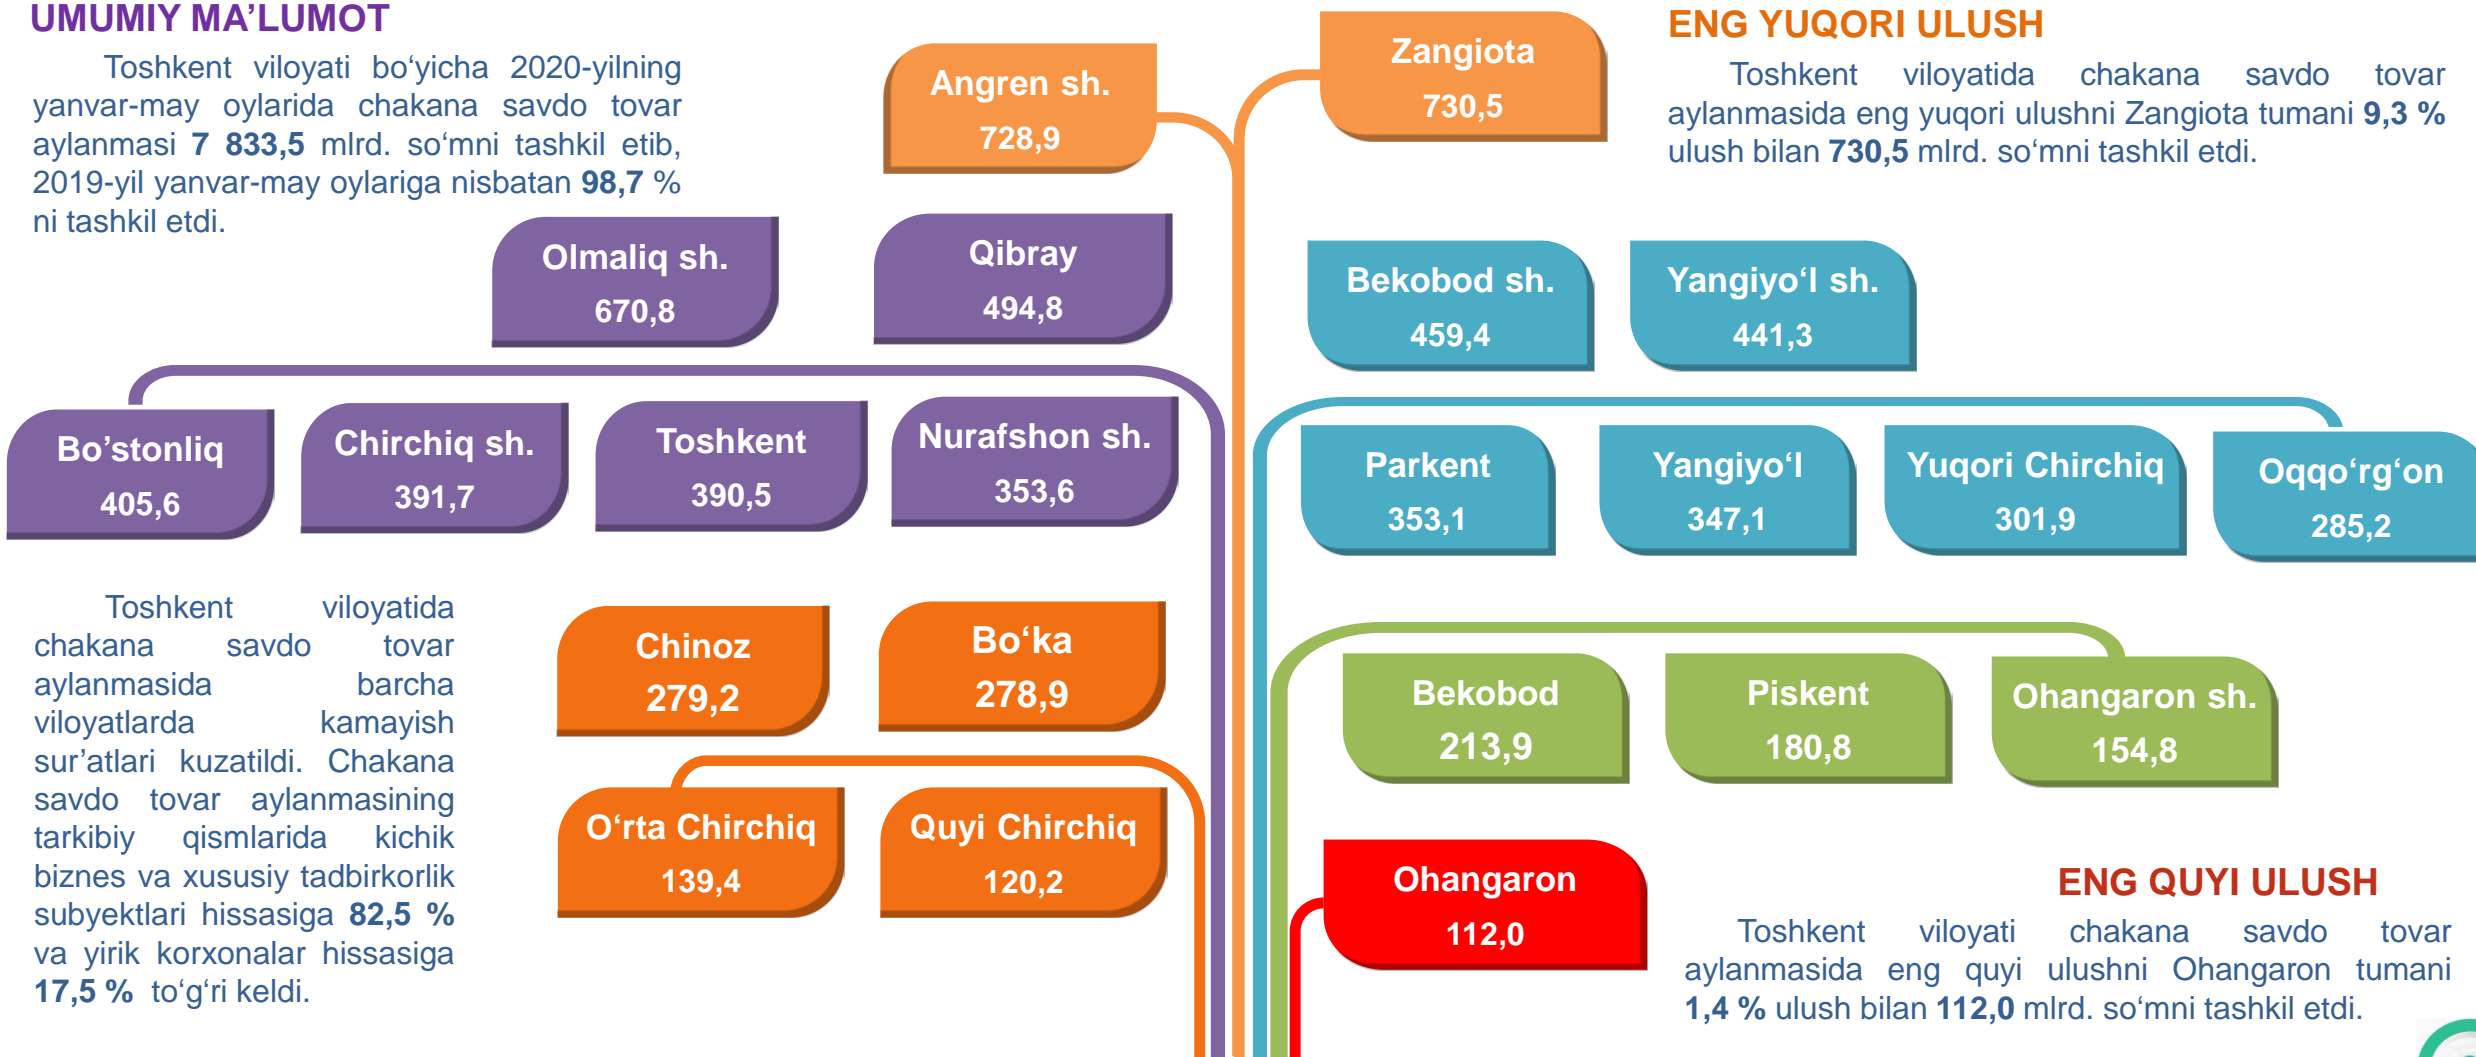 UMUMIY MA’LUMOT
Toshkent viloyati bo‘yicha 2020-yilning
yanvar-may oylarida chakana savdo tovar
aylanmasi 7 833,5 mlrd. so‘mni tashkil etib,
2019-yil yanvar-may oylariga nisbatan 98,7 %
ni tashkil etdi.
Angren sh.
728,9
Zangiota
730,5
ENG YUQORI ULUSH
Toshkent viloyatida chakana savdo tovar
aylanmasida eng yuqori ulushni Zangiota tumani 9,3 %
ulush bilan 730,5 mlrd. so‘mni tashkil etdi.
Olmaliq sh.
670,8
Qibray
494,8
Bekobod sh.
459,4
Yangiyo‘l sh.
441,3
Bo’stonliq
405,6
Chirchiq sh.
391,7
Toshkent
390,5
Nurafshon sh.
353,6
Parkent
353,1
Yangiyo‘l
347,1
Yuqori Chirchiq
301,9
Oqqo‘rg‘on
285,2
Toshkent viloyatida
chakana savdo tovar
aylanmasida barcha
viloyatlarda kamayish
sur’atlari kuzatildi. Chakana
savdo tovar aylanmasining
tarkibiy qismlarida kichik
biznes va xususiy tadbirkorlik
subyektlari hissasiga 82,5 %
va yirik korxonalar hissasiga
17,5 % to‘g‘ri keldi.
Chinoz
279,2
Bo‘ka
278,9
Bekobod
213,9
Piskent
180,8
Ohangaron sh.
154,8
O‘rta Chirchiq
139,4
Quyi Chirchiq
120,2
Ohangaron
112,0
ENG QUYI ULUSH
Toshkent viloyati chakana savdo tovar
aylanmasida eng quyi ulushni Ohangaron tumani
1,4 % ulush bilan 112,0 mlrd. so‘mni tashkil etdi.